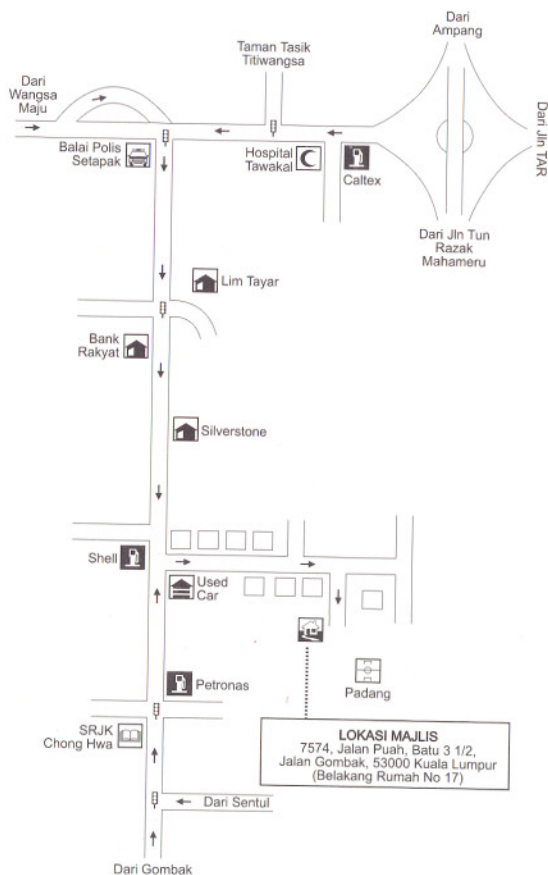 Dari
Ampang
Taman Tasik
Titiwangsa
Dari
Wangsa
Maju
Dari Jln TAR
Balai Polis
Setapak
Hospital
Tawakal
Caltex
Dari Jln Tun
Razak
Mahameru
Lim Tayar
Bank
Rakyat
Silverstone
Shell
Used
Car
Petronas
Padang
SRJK
Chong Hwa
LOKASI MAJLIS
7574, Jalan Puah, Batu 3 1/2,
Jalan Gombak, 53000 Kuala Lumpur
(Belakang Rumah No 17)
Dari Sentul
Dari Gombak